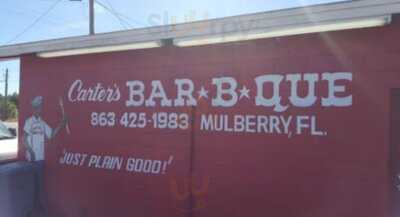 Carter's BAR★B★QUE
863 425-1983 MULBERRY, FL.
"JUST PLAIN GOOD!"